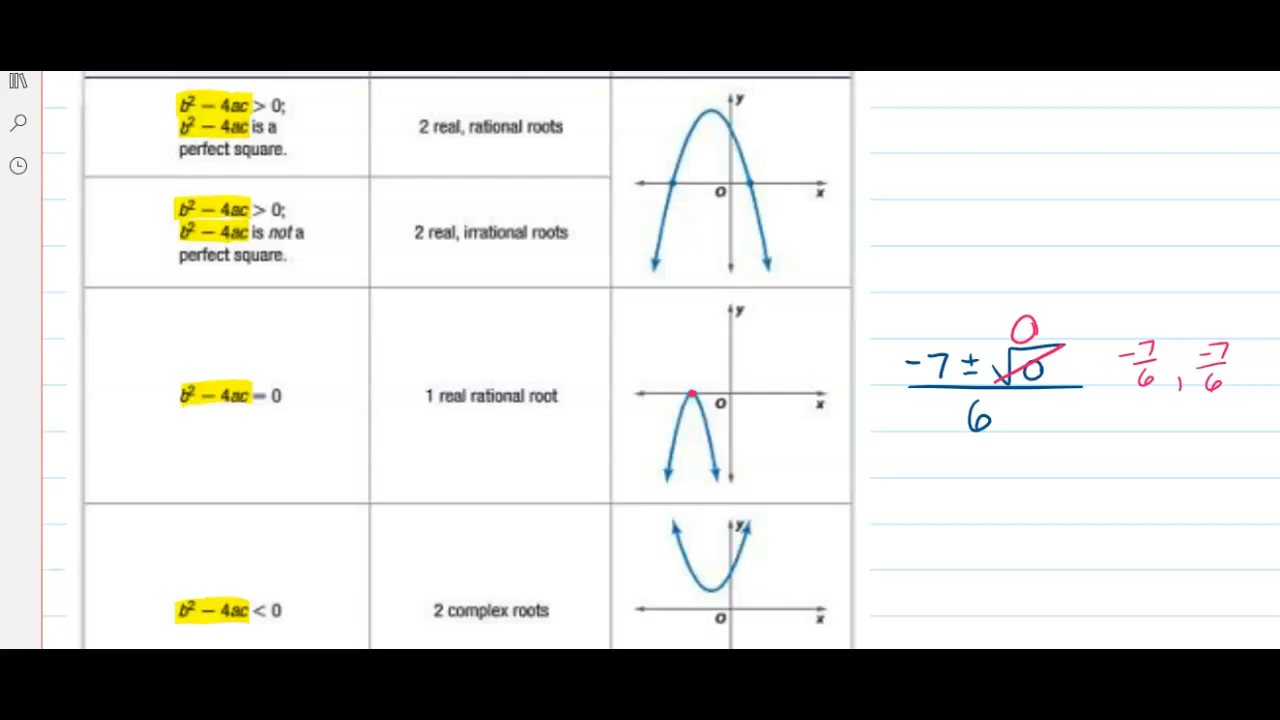 b² − 4ac > 0;
b² − 4ac is a
perfect square.
2 real, rational roots
y
O
x
b² − 4ac > 0;
b² − 4ac is not a
perfect square.
2 real, irrational roots
b² − 4ac = 0
1 real rational root
y
O
x
b² − 4ac < 0
2 complex roots
y
O
x
0
-7 ± √0
6
-7/6 , -7/6